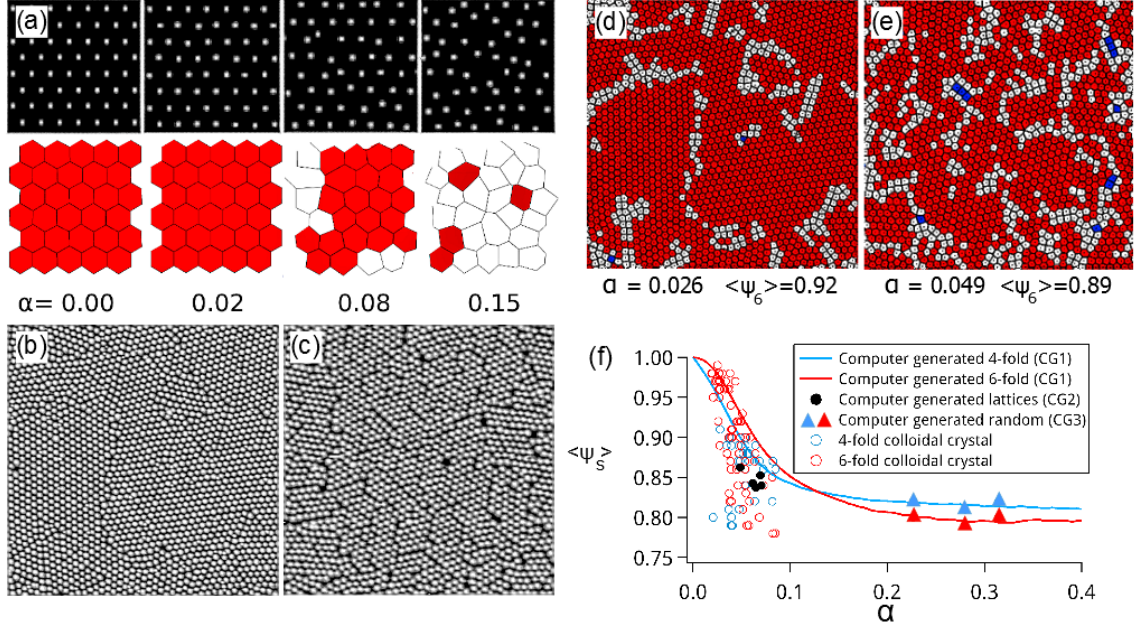 (a)
α= 0.00 0.02 0.08 0.15
(b)
(c)
(d)
(e)
α = 0.026 <ψ₆>=0.92
α = 0.049 <ψ₆>=0.89
(f)
Computer generated 4-fold (CG1)
Computer generated 6-fold (CG1)
Computer generated lattices (CG2)
Computer generated random (CG3)
4-fold colloidal crystal
6-fold colloidal crystal
1.00
0.95
0.90
0.85
0.80
0.75
<ψₛ>
0.0 0.1 0.2 0.3 0.4
α